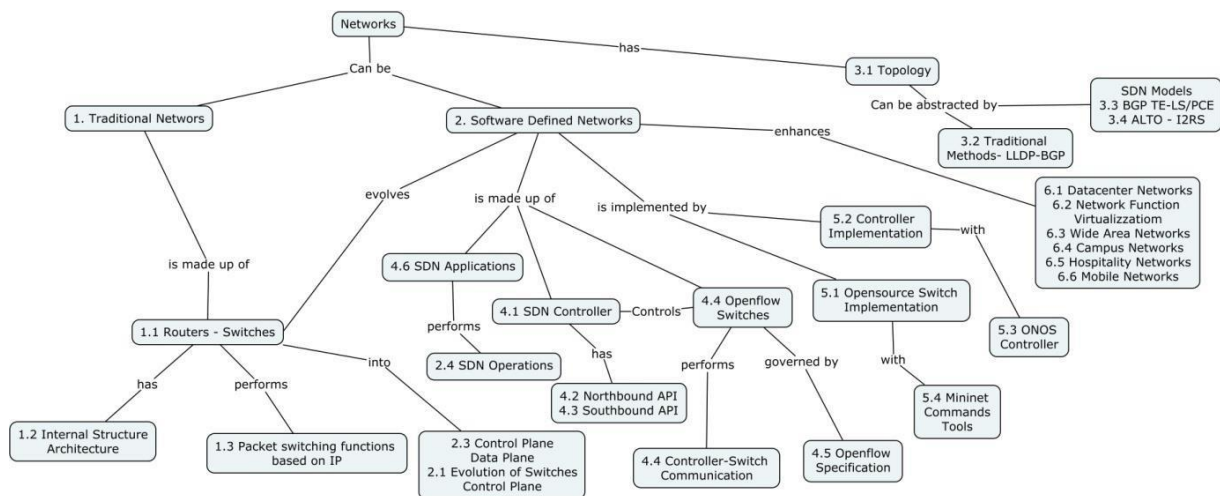 Networks
has
3.1 Topology
Can be
Can be abstracted by
SDN Models
3.3 BGP TE-LS/PCE
3.4 ALTO - I2RS
1. Traditional Networs
2. Software Defined Networks
enhances
3.2 Traditional
Methods- LLDP-BGP
evolves
is made up of
is implemented by
5.2 Controller
Implementation
with
6.1 Datacenter Networks
6.2 Network Function
Virtualizzatiom
6.3 Wide Area Networks
6.4 Campus Networks
6.5 Hospitality Networks
6.6 Mobile Networks
is made up of
4.6 SDN Applications
4.1 SDN Controller
Controls
4.4 Openflow
Switches
5.1 Opensource Switch
Implementation
5.3 ONOS
Controller
1.1 Routers - Switches
performs
has
performs
governed by
with
into
2.4 SDN Operations
has
performs
4.2 Northbound API
4.3 Southbound API
5.4 Mininet
Commands
Tools
1.2 Internal Structure
Architecture
1.3 Packet switching functions
based on IP
2.3 Control Plane
Data Plane
2.1 Evolution of Switches
Control Plane
4.4 Controller-Switch
Communication
4.5 Openflow
Specification